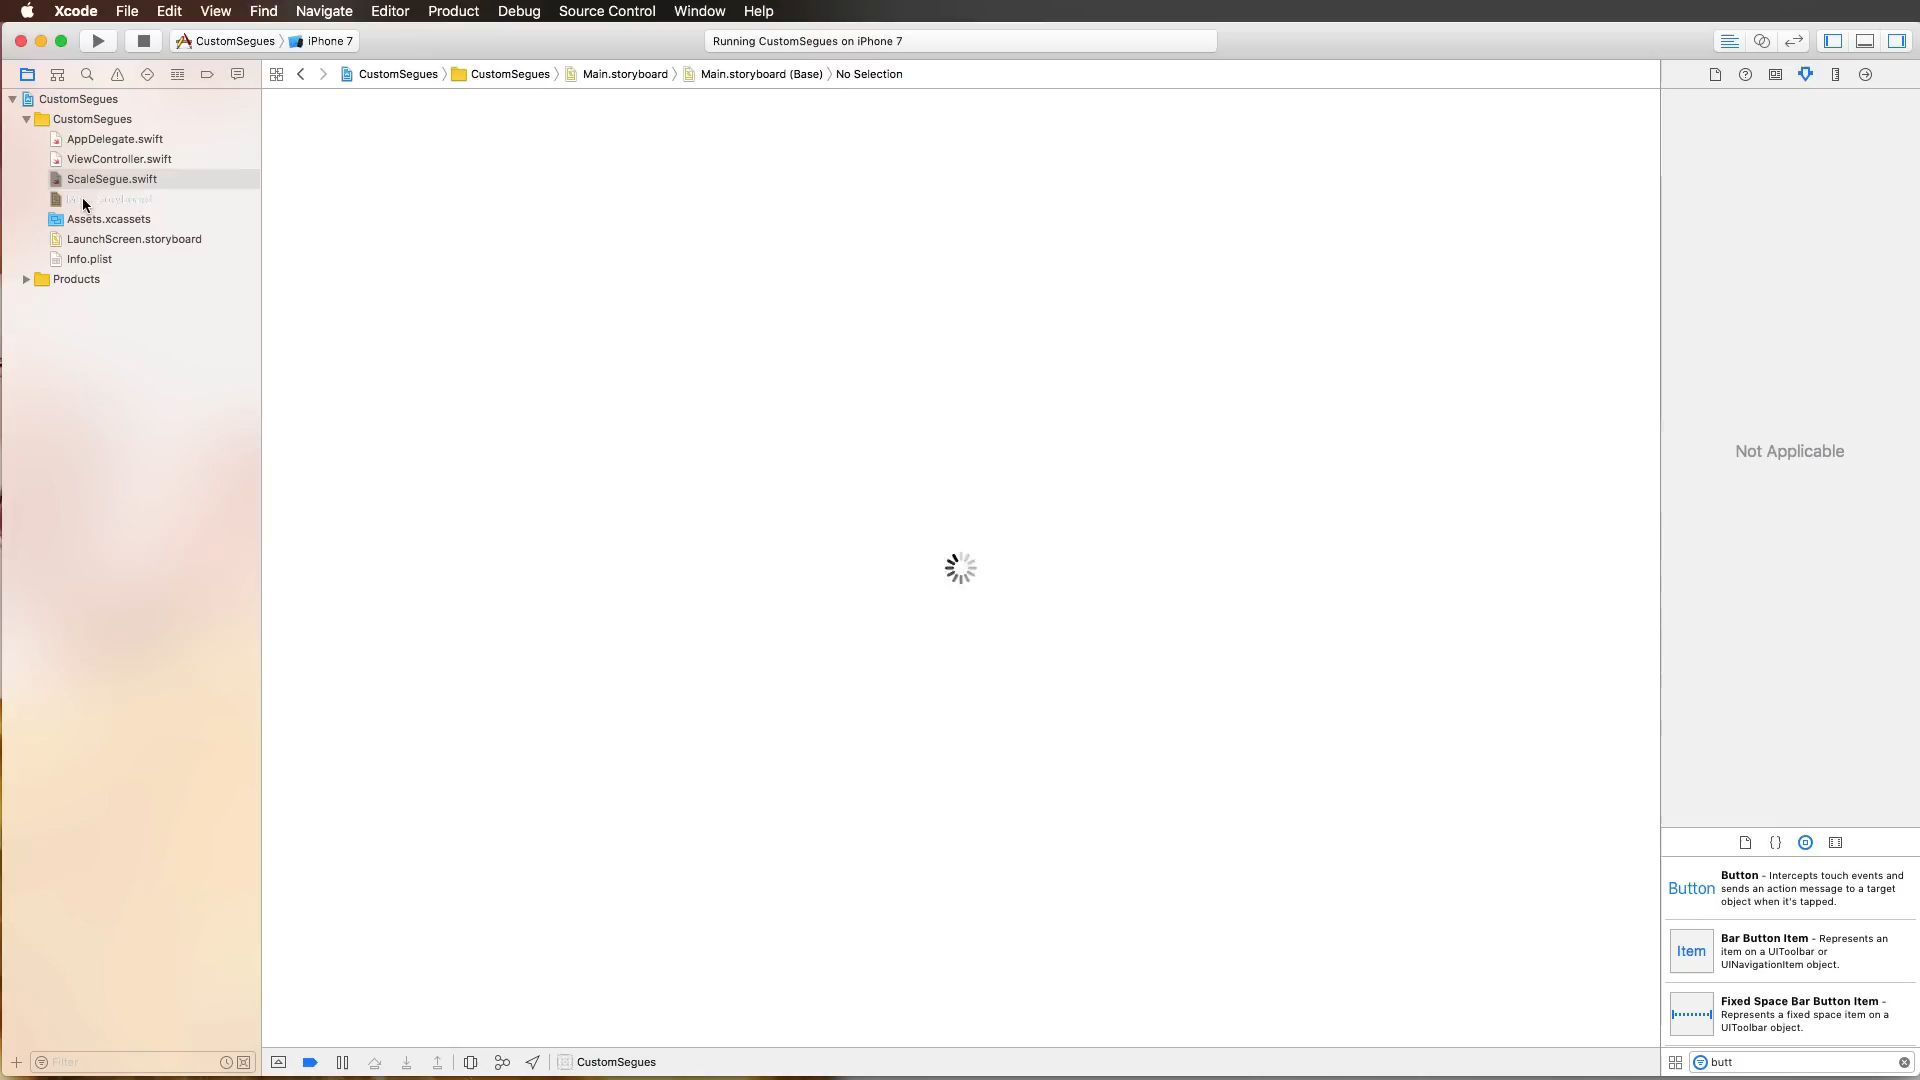 Xcode File Edit View Find Navigate Editor Product Debug Source Control Window Help
CustomSegues iPhone 7
Running CustomSegues on iPhone 7
CustomSegues CustomSegues Main.storyboard Main.storyboard (Base) No Selection
CustomSegues
CustomSegues
AppDelegate.swift
ViewController.swift
ScaleSegue.swift
Assets.xcassets
LaunchScreen.storyboard
Info.plist
Products
Not Applicable
Button
Button - Intercepts touch events and
sends an action message to a target
object when it's tapped.
Item
Bar Button Item - Represents an
item on a UIToolbar or
UINavigationItem object.
Fixed Space Bar Button Item -
Represents a fixed space item on a
UIToolbar object.
Filter
CustomSegues
butt